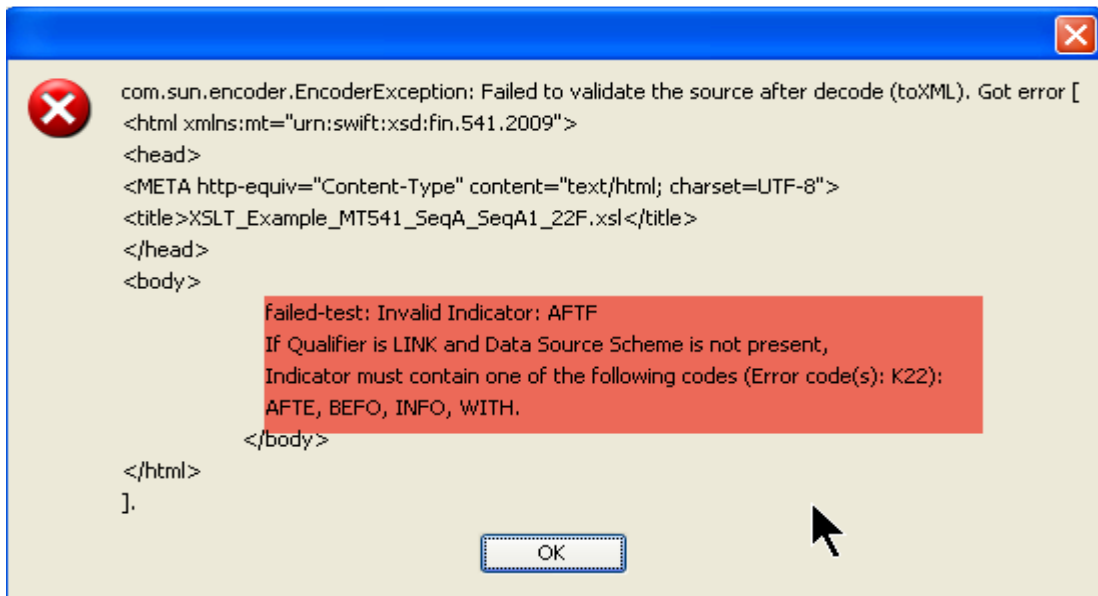 com.sun.encoder.EncoderException: Failed to validate the source after decode (toXML). Got error [
<html xmlns:mt="urn:swift:xsd:fin.541.2009">
<head>
<META http-equiv="Content-Type" content="text/html; charset=UTF-8">
<title>XSLT_Example_MT541_SeqA_SeqA1_22F.xsl</title>
</head>
<body>
failed-test: Invalid Indicator: AFTF
If Qualifier is LINK and Data Source Scheme is not present,
Indicator must contain one of the following codes (Error code(s): K22):
AFTE, BEFO, INFO, WITH.
</body>
</html>
].
OK